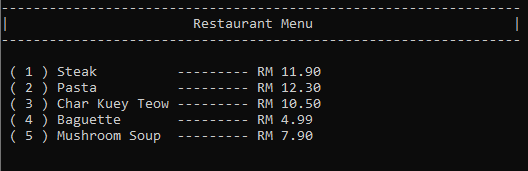 -----------------------------------------------------------------
|                       Restaurant Menu                         |
-----------------------------------------------------------------
( 1 ) Steak          --------- RM 11.90
( 2 ) Pasta          --------- RM 12.30
( 3 ) Char Kuey Teow --------- RM 10.50
( 4 ) Baguette       --------- RM 4.99
( 5 ) Mushroom Soup  --------- RM 7.90